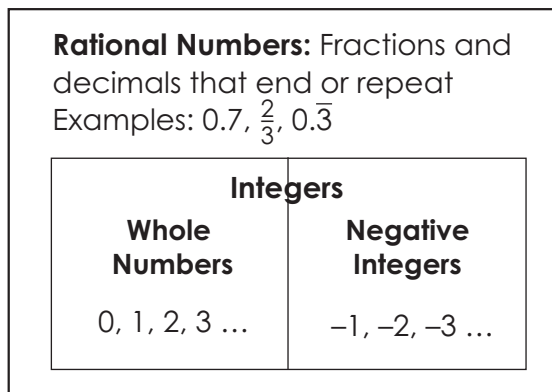 Rational Numbers: Fractions and
decimals that end or repeat
Examples: 0.7, 2/3, 0.3̅
Integers
Whole
Numbers
0, 1, 2, 3 …
Negative
Integers
–1, –2, –3 …